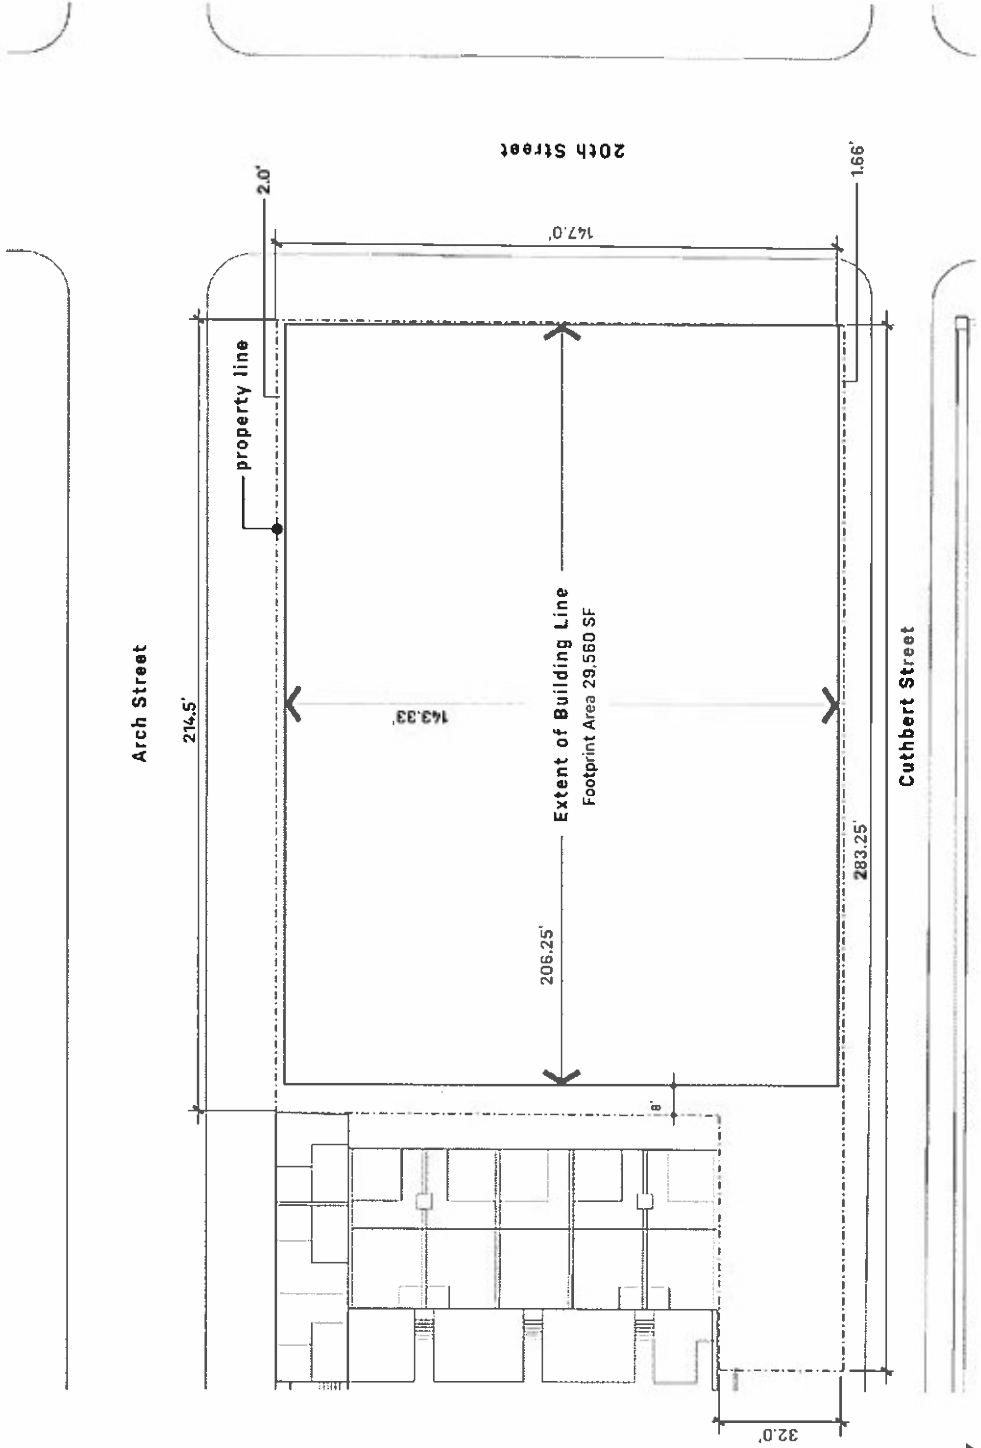 20th Street
2.0'
1.66'
147.0'
property line
Arch Street
214.5'
143.33'
Extent of Building Line
Footprint Area 29,560 SF
206.25'
Cuthbert Street
283.25'
8'
32.0'